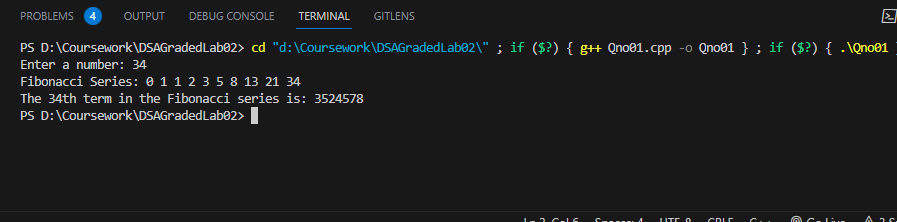 PROBLEMS 4 OUTPUT DEBUG CONSOLE TERMINAL GITLENS
PS D:\Coursework\DSAGradedLab02> cd "d:\Coursework\DSAGradedLab02\" ; if ($?) { g++ Qno01.cpp -o Qno01 } ; if ($?) { .\Qno01 }
Enter a number: 34
Fibonacci Series: 0 1 1 2 3 5 8 13 21 34
The 34th term in the Fibonacci series is: 3524578
PS D:\Coursework\DSAGradedLab02>